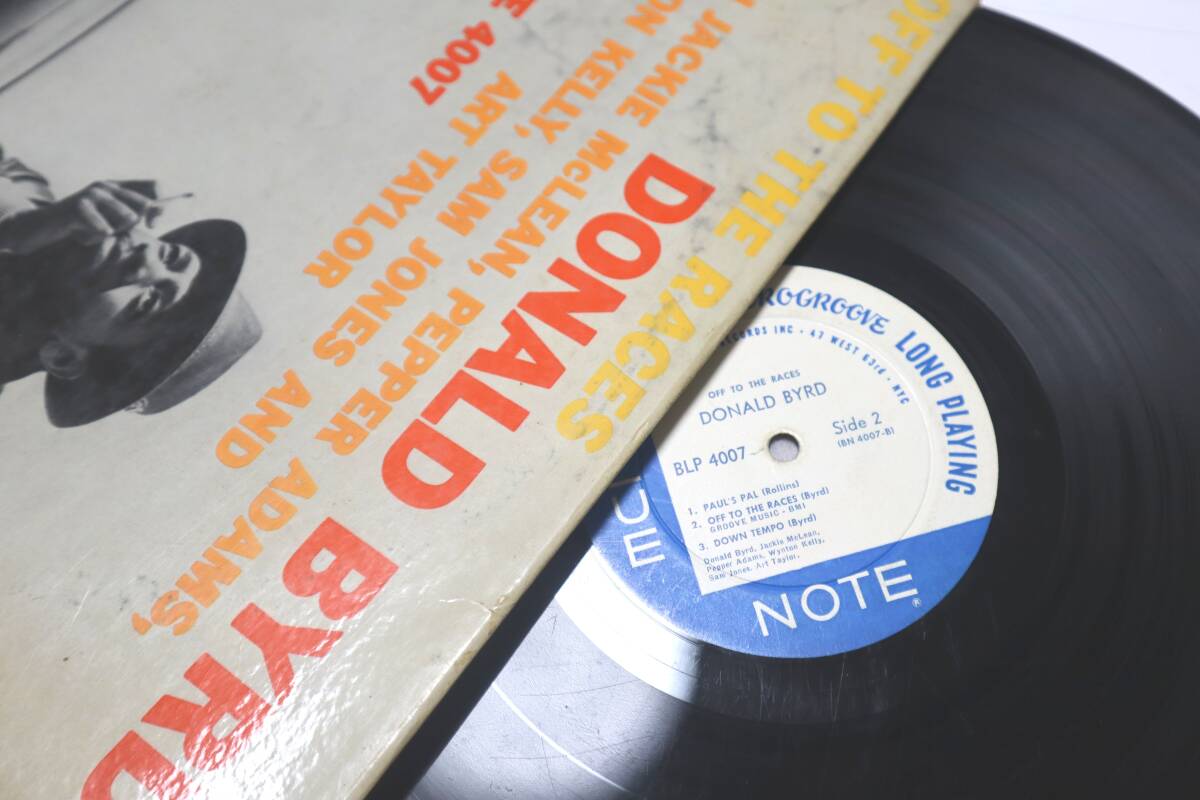 OFF TO THE RACES
DONALD BYRD
JACKIE McLEAN, PEPPER ADAMS,
KELLY, SAM JONES AND
ART TAYLOR
4007
LONG PLAYING
INC · 47 WEST 63rd · NYC
OFF TO THE RACES
DONALD BYRD
Side 2
(BN 4007-B)
BLP 4007
1. PAUL'S PAL (Rollins)
2. OFF TO THE RACES (Byrd)
GROOVE MUSIC - BMI
3. DOWN TEMPO (Byrd)
Donald Byrd, Jackie McLean,
Pepper Adams, Wynton Kelly,
Sam Jones, Art Taylor.
NOTE®